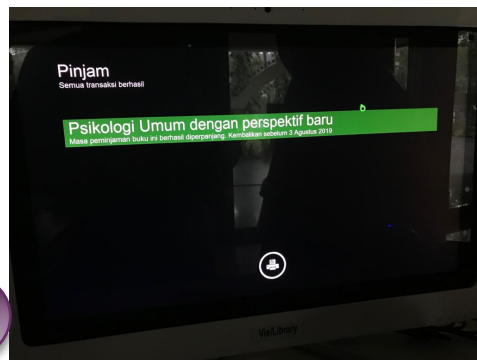 Pinjam
Semua transaksi berhasil
Psikologi Umum dengan perspektif baru
Masa peminjaman buku ini berhasil diperpanjang. Kembalikan sebelum 3 Agustus 2019
VisiLibrary